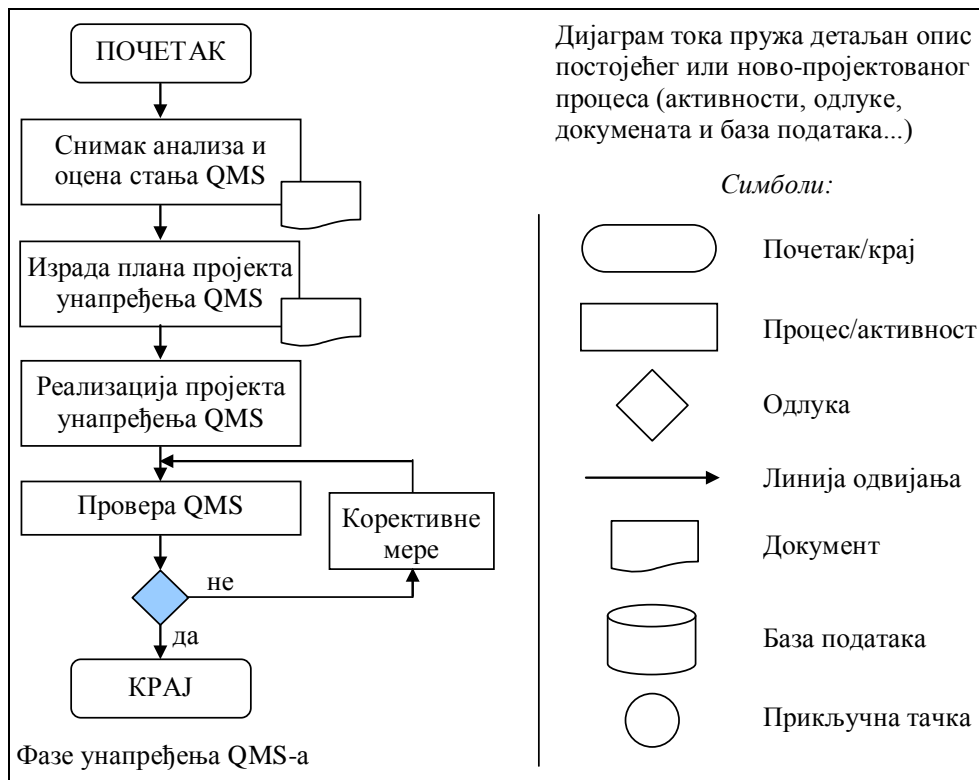 ПОЧЕТАК
Снимак анализа и
оцена стања QMS
Израда плана пројекта
унапређења QMS
Реализација пројекта
унапређења QMS
Провера QMS
Корективне
мере
не
да
КРАЈ
Фазе унапређења QMS-а
Дијаграм тока пружа детаљан опис
постојећег или ново-пројектованог
процеса (активности, одлуке,
докумената и база података...)
Симболи:
Почетак/крај
Процес/активност
Одлука
Линија одвијања
Документ
База података
Прикључна тачка